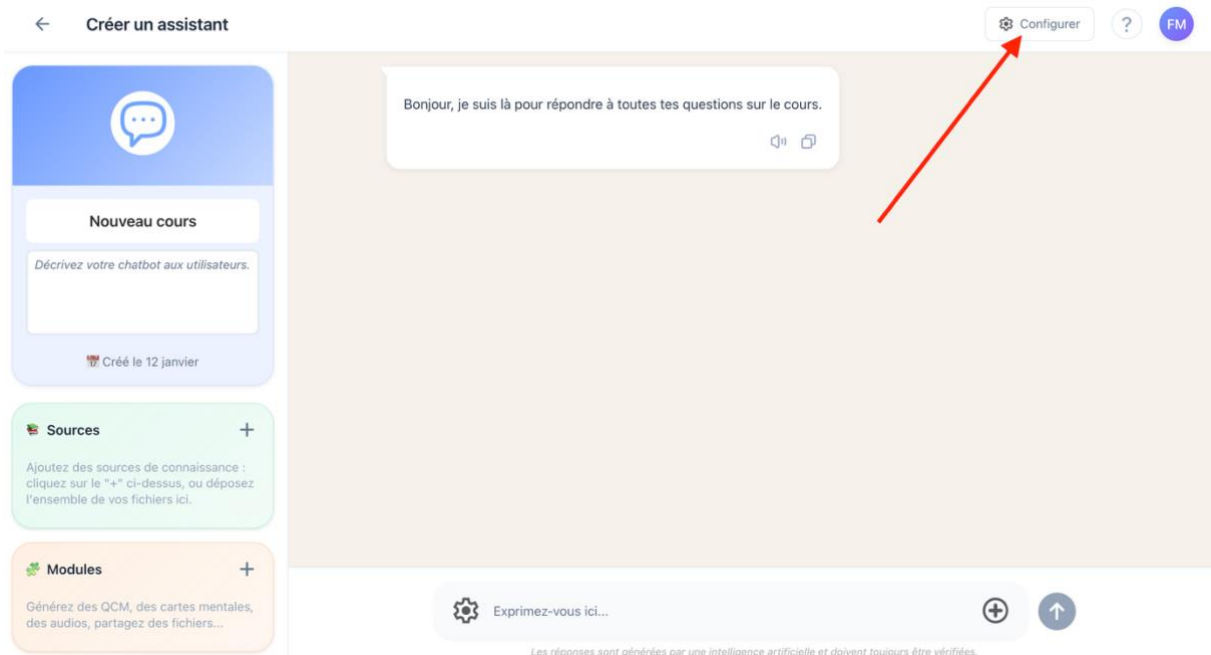 Créer un assistant
Configurer
?
FM
Bonjour, je suis là pour répondre à toutes tes questions sur le cours.
Nouveau cours
Décrivez votre chatbot aux utilisateurs.
Créé le 12 janvier
Sources
Ajoutez des sources de connaissance :
cliquez sur le "+" ci-dessus, ou déposez
l'ensemble de vos fichiers ici.
Modules
Générez des QCM, des cartes mentales,
des audios, partagez des fichiers...
Exprimez-vous ici...
Les réponses sont générées par une intelligence artificielle et doivent toujours être vérifiées.